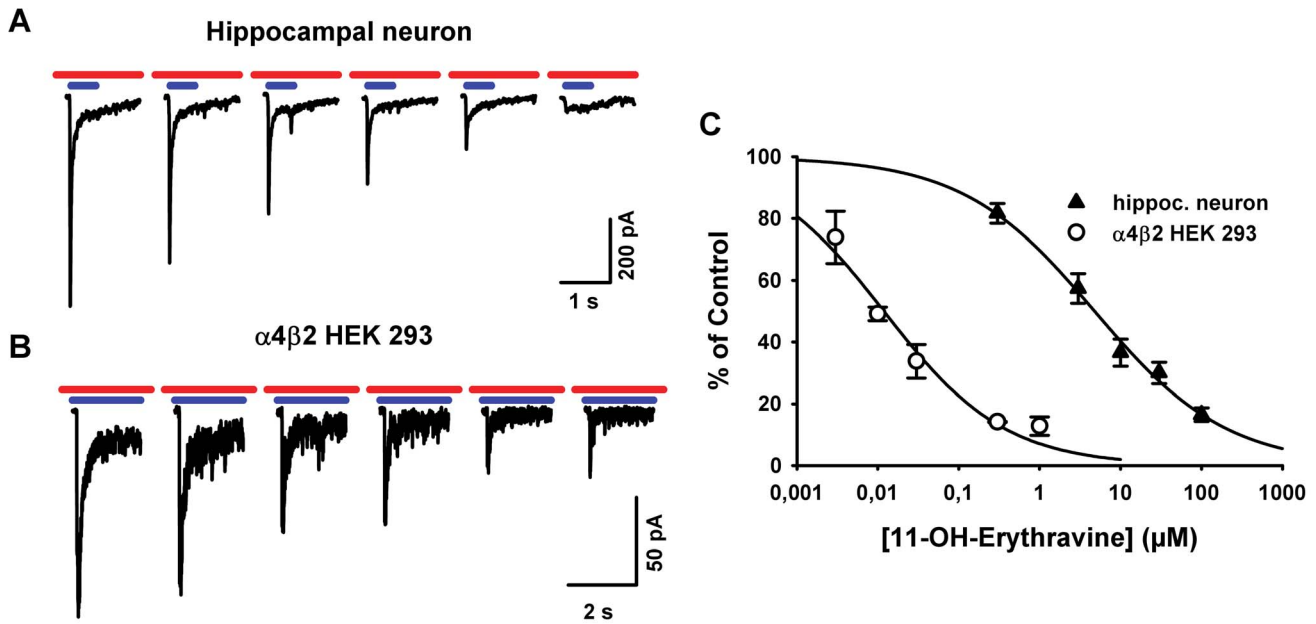 A
Hippocampal neuron
200 pA
1 s
B
α4β2 HEK 293
50 pA
2 s
C
% of Control
100
80
60
40
20
0
hippoc. neuron
α4β2 HEK 293
0,001 0,01 0,1 1 10 100 1000
[11-OH-Erythravine] (µM)